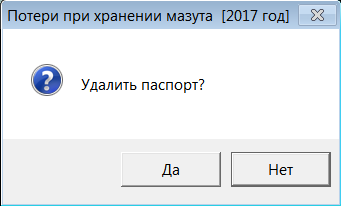 Потери при хранении мазута [2017 год]
Удалить паспорт?
Да
Нет